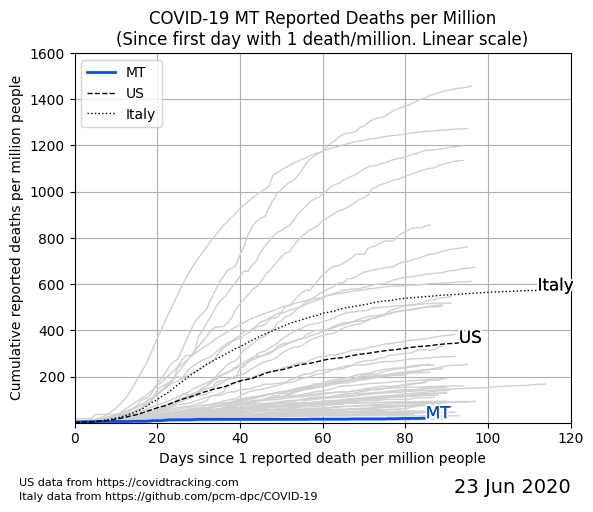 COVID-19 MT Reported Deaths per Million
(Since first day with 1 death/million. Linear scale)
1600
1400
1200
1000
800
600
400
200
Cumulative reported deaths per million people
MT
US
Italy
Italy
US
MT
0
20
40
60
80
100
120
Days since 1 reported death per million people
US data from https://covidtracking.com
Italy data from https://github.com/pcm-dpc/COVID-19
23 Jun 2020